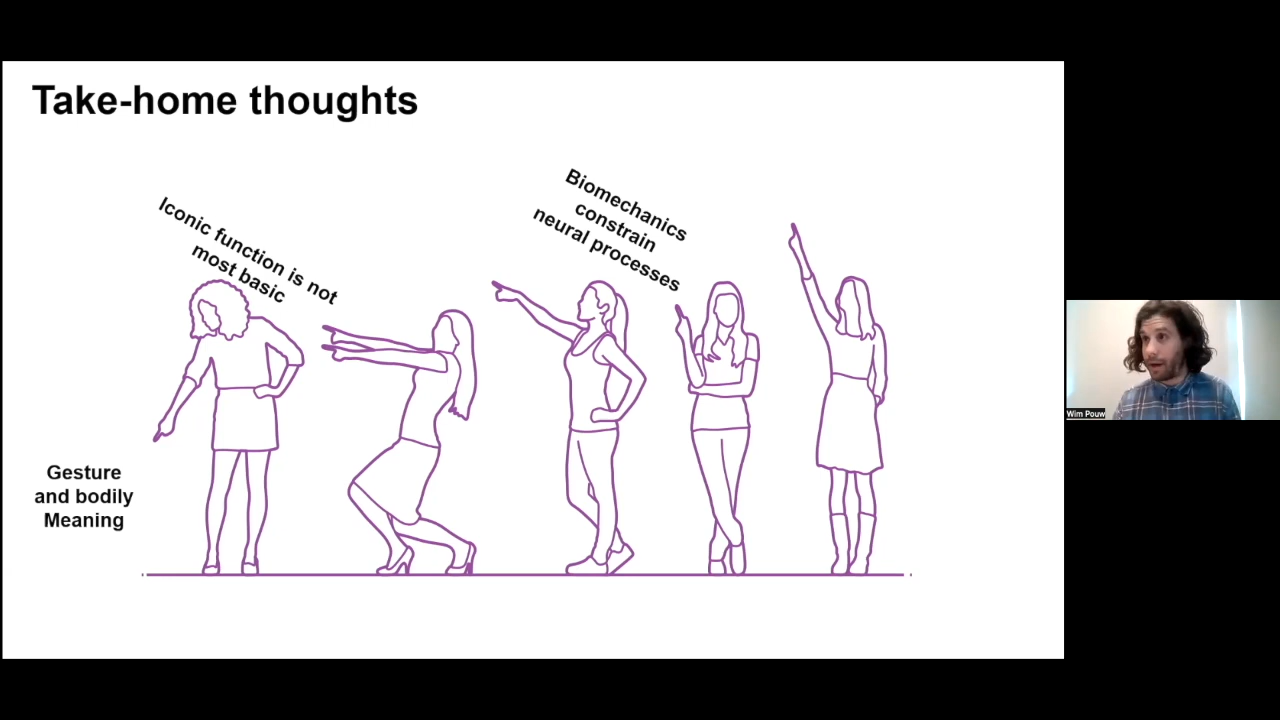 Take-home thoughts
Iconic function is not
most basic
Biomechanics
constrain
neural processes
Gesture
and bodily
Meaning
Wim Pouw